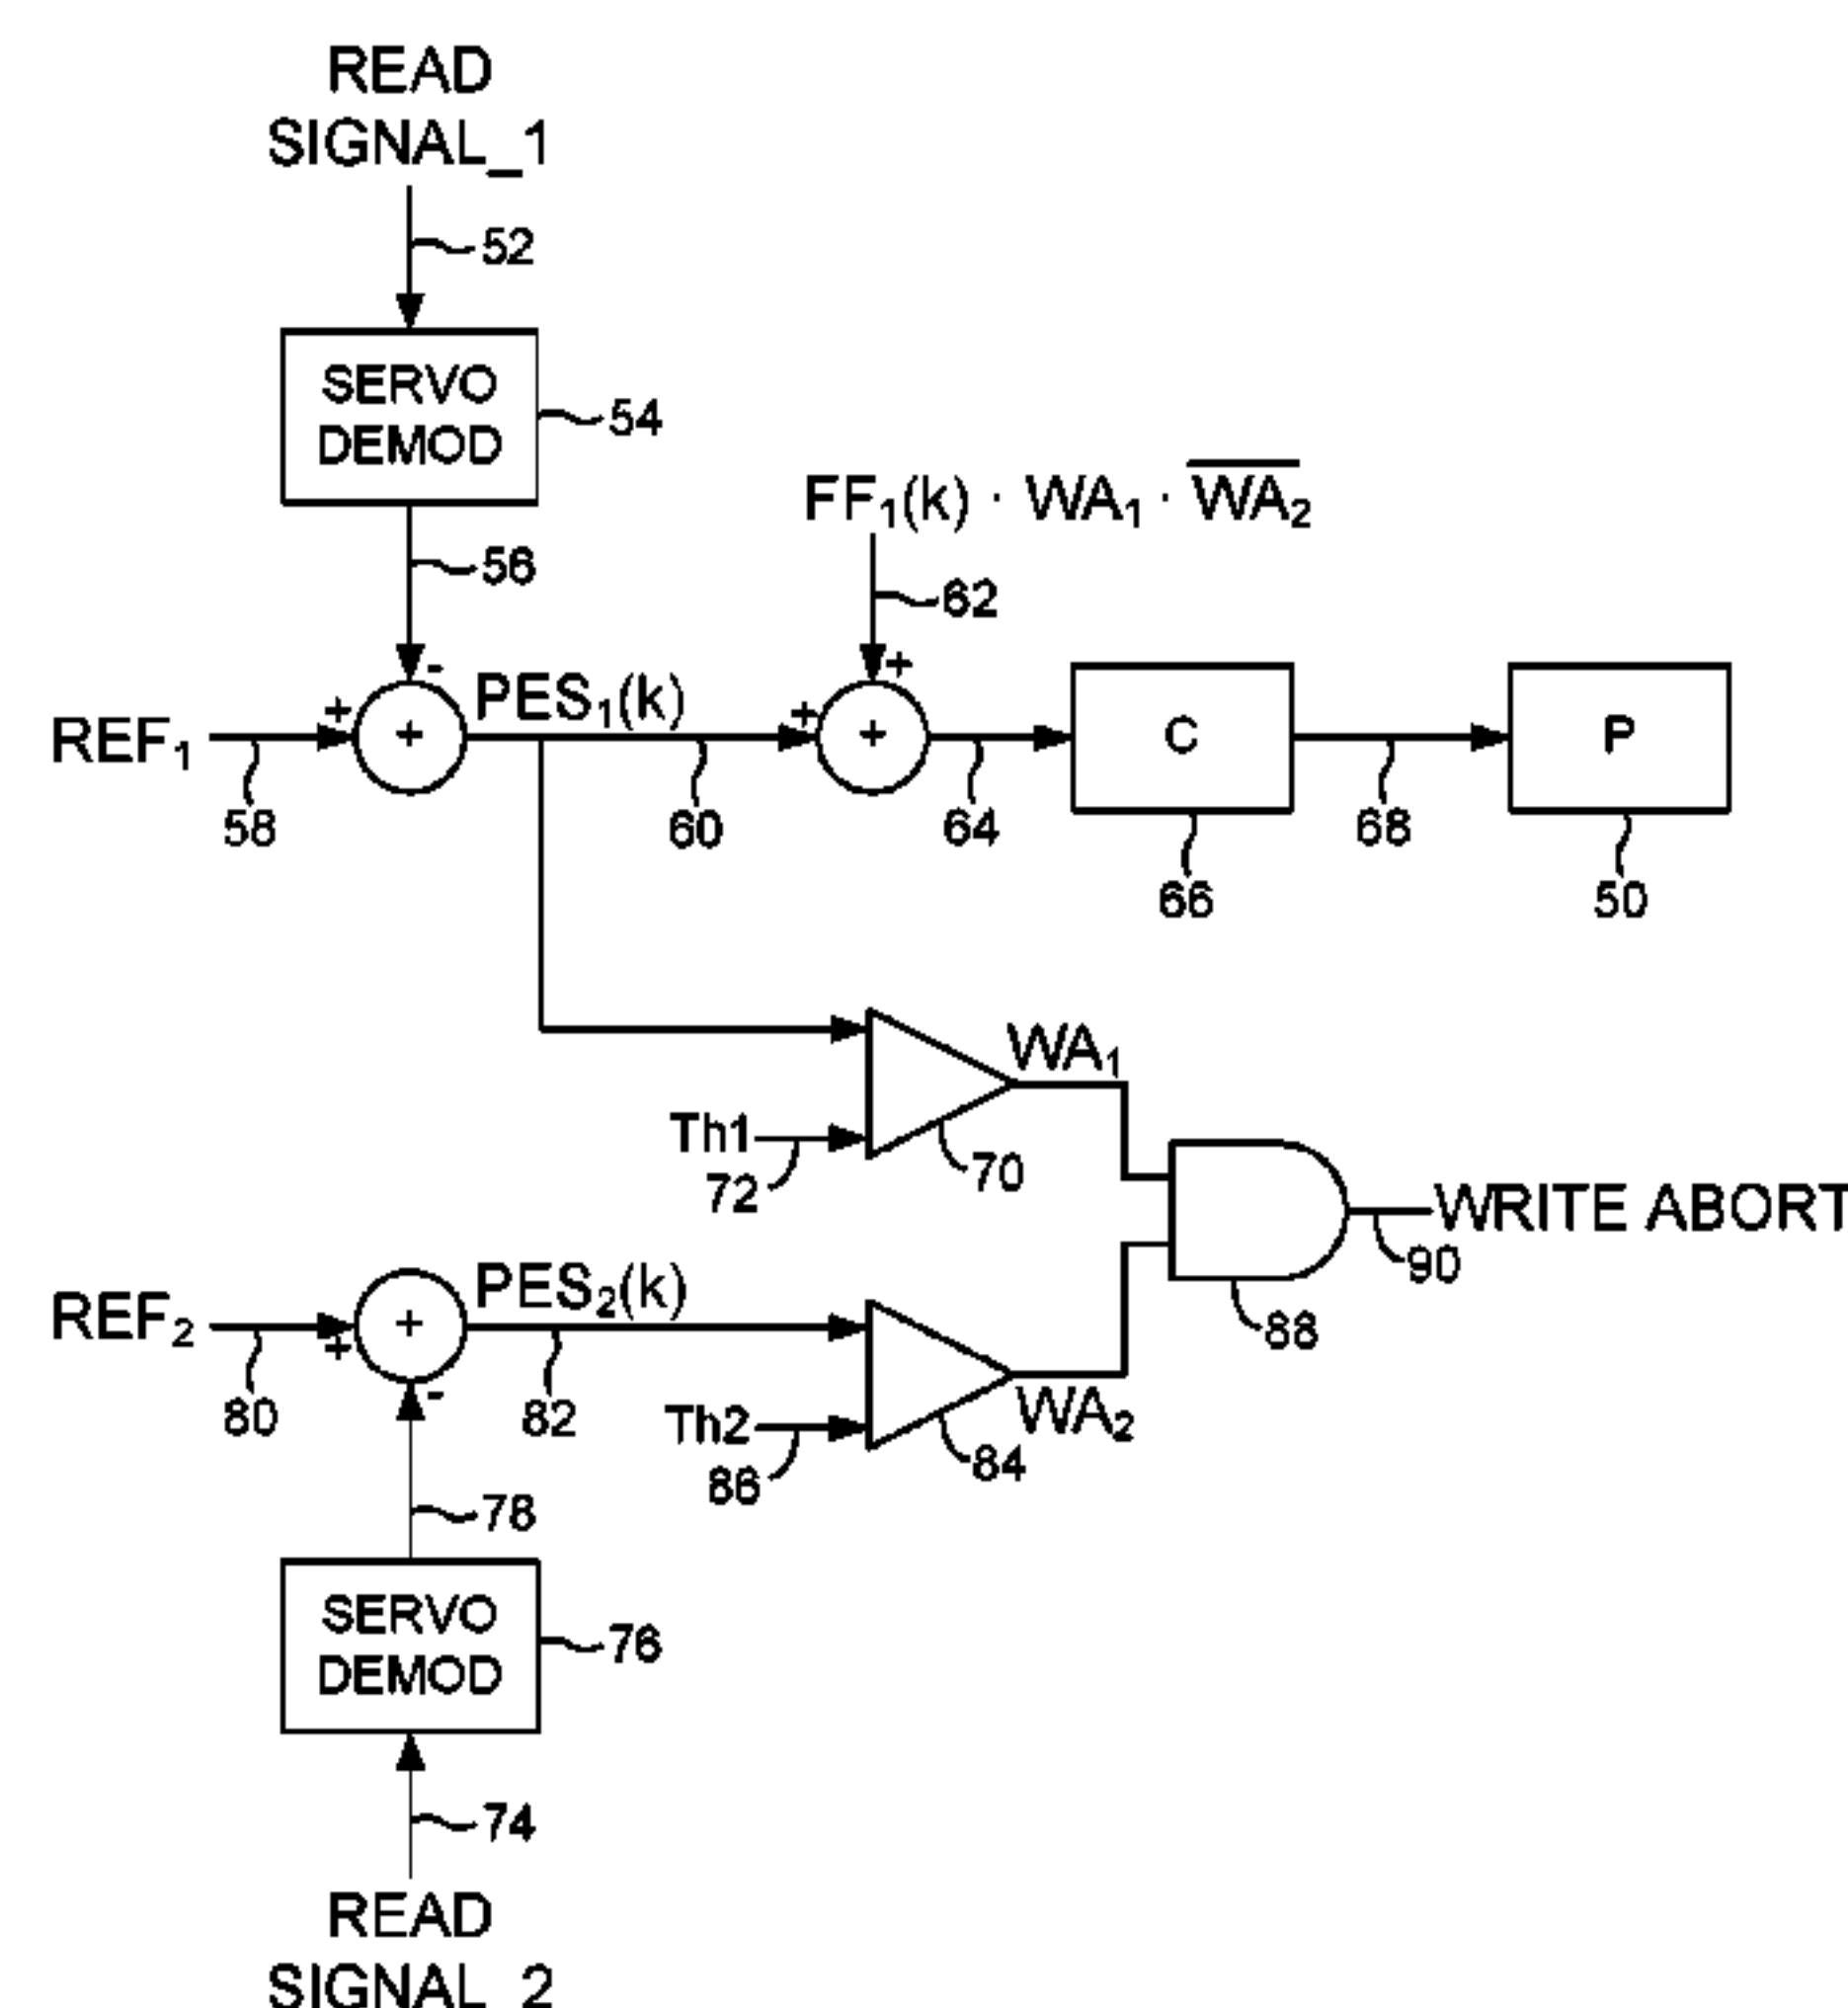 READ
SIGNAL_1
52
SERVO
DEMOD
54
FF₁(k) · WA₁ · W̅A̅₂̅
56
62
- +
REF₁ + + PES₁(k) + + C P
58 60 64 68
66 50
WA₁
Th1
72 70
WRITE ABORT
90
PES₂(k)
REF₂ + +
88
- WA₂
80 82 Th2
86 84
78
SERVO
DEMOD
76
74
READ
SIGNAL_2